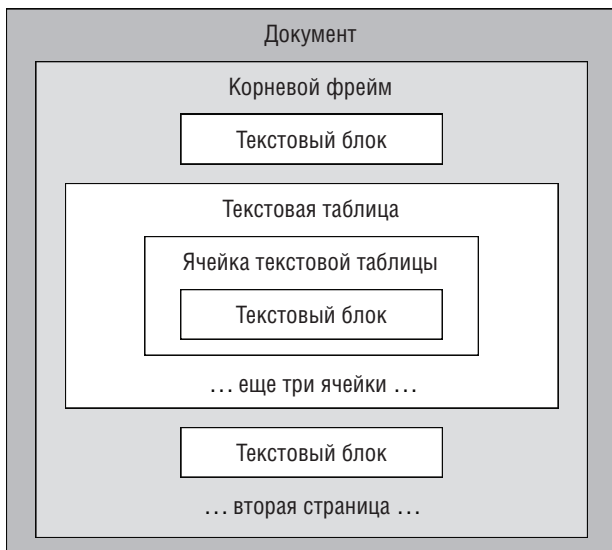 Документ
Корневой фрейм
Текстовый блок
Текстовая таблица
Ячейка текстовой таблицы
Текстовый блок
... еще три ячейки ...
Текстовый блок
... вторая страница ...